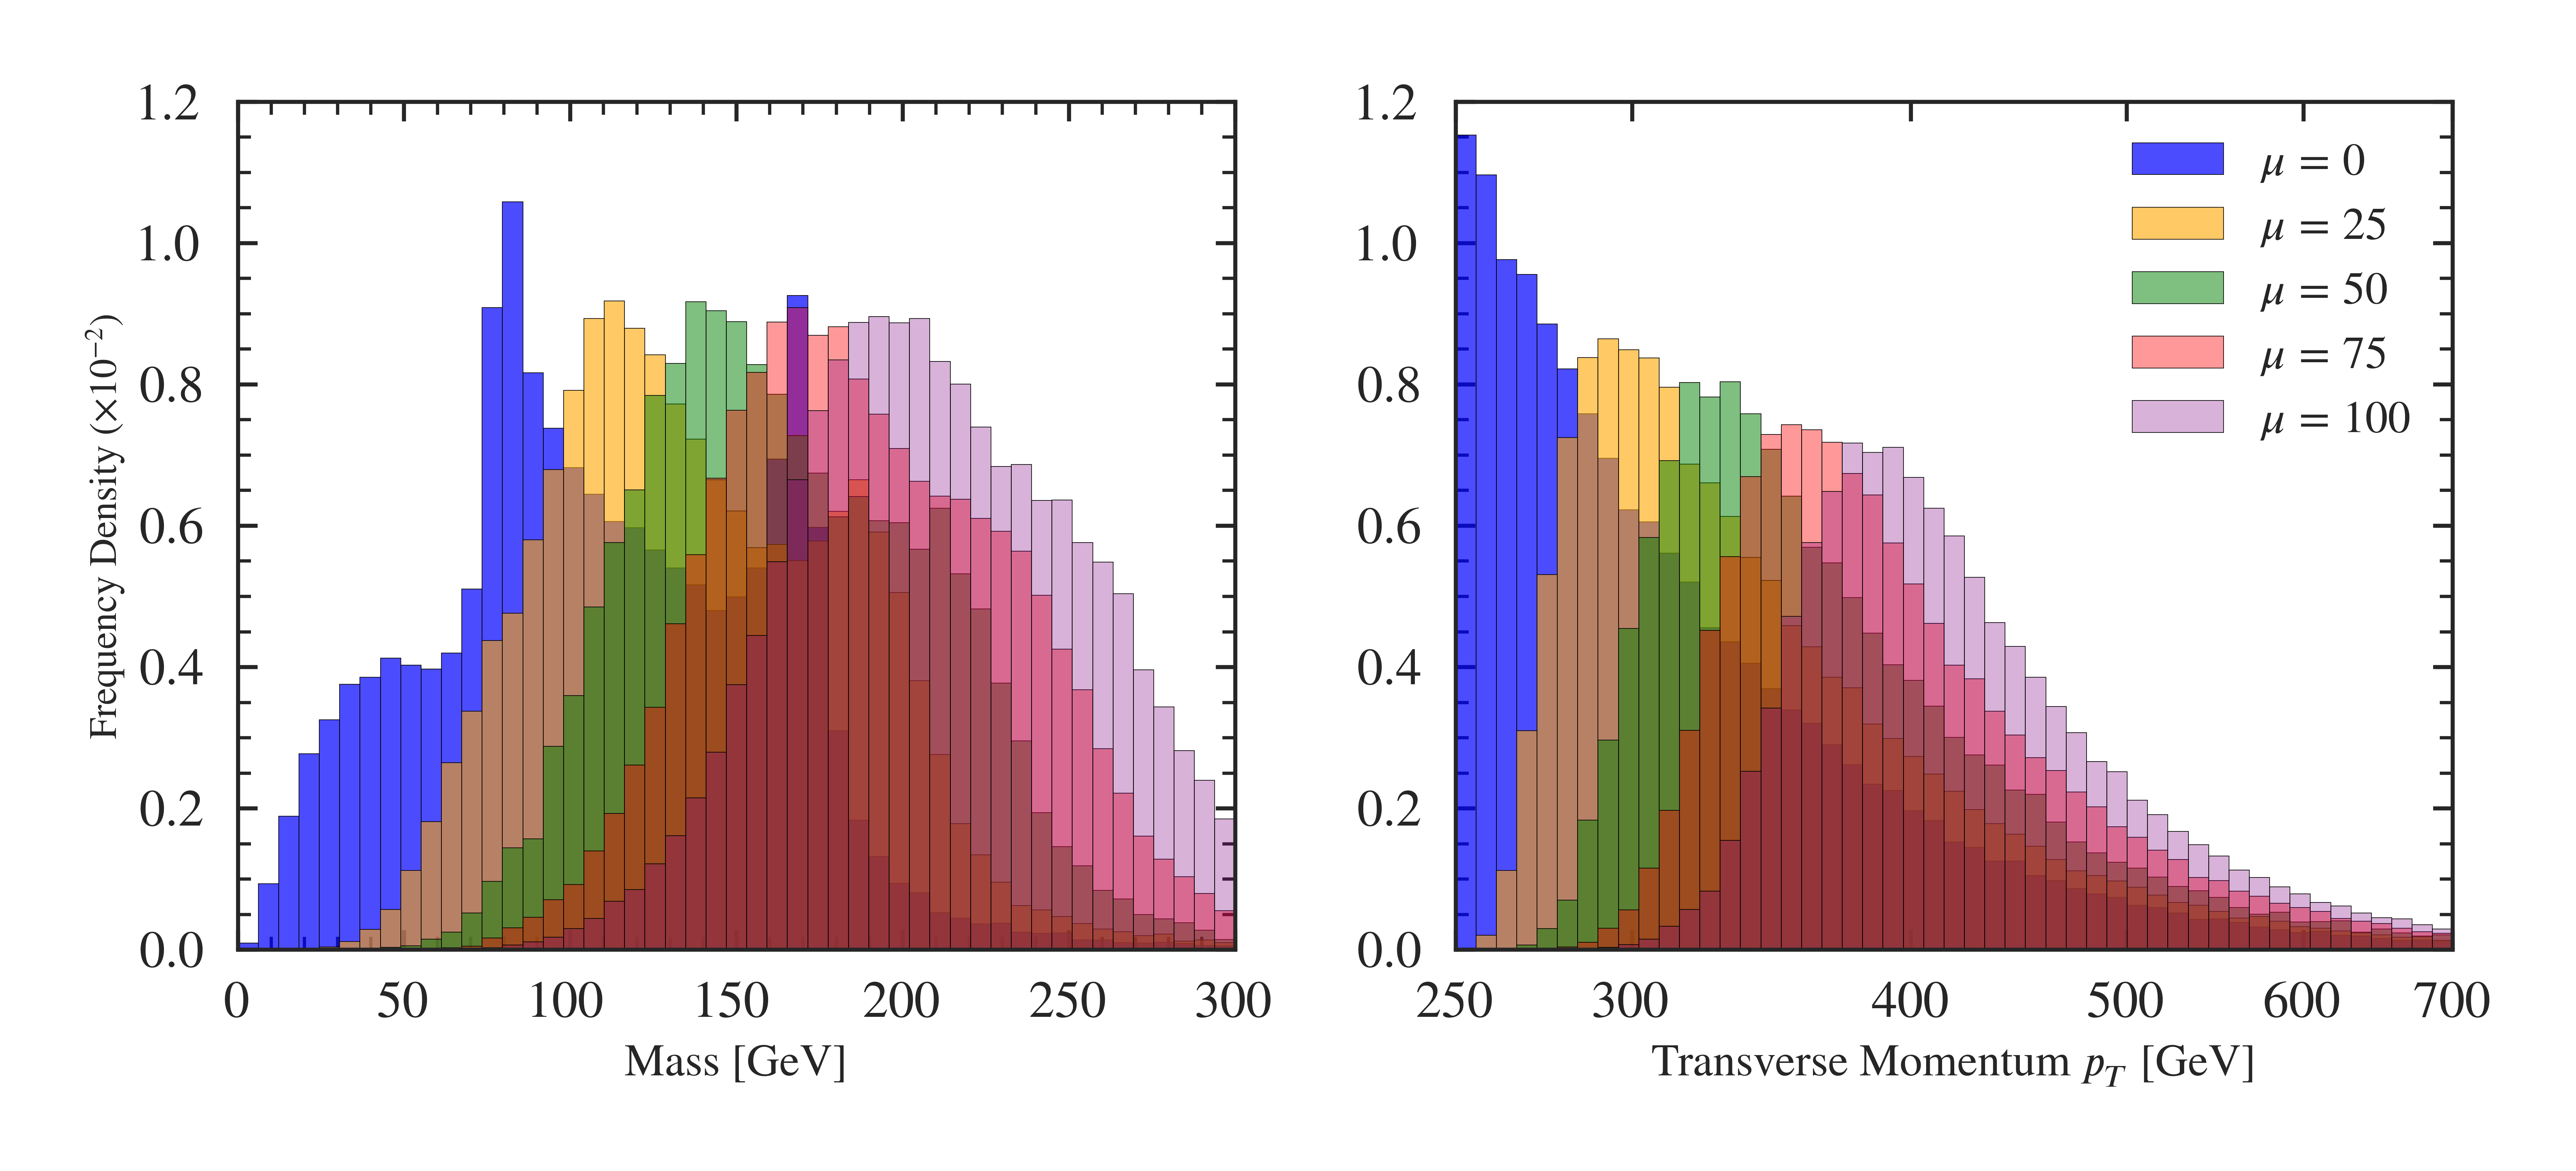 Frequency Density (×10⁻²)
1.2
1.0
0.8
0.6
0.4
0.2
0.0
0 50 100 150 200 250 300
Mass [GeV]
1.2
1.0
0.8
0.6
0.4
0.2
0.0
250 300 400 500 600 700
Transverse Momentum p_T [GeV]
μ = 0
μ = 25
μ = 50
μ = 75
μ = 100